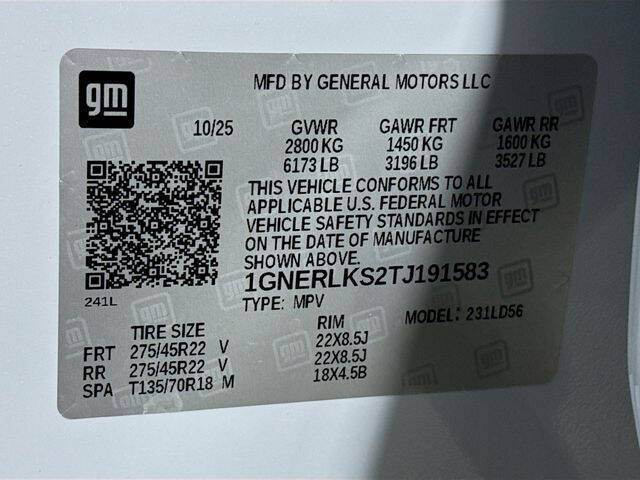 gm
MFD BY GENERAL MOTORS LLC
10/25 GVWR GAWR FRT GAWR RR
2800 KG 1450 KG 1600 KG
6173 LB 3196 LB 3527 LB
THIS VEHICLE CONFORMS TO ALL
APPLICABLE U.S. FEDERAL MOTOR
VEHICLE SAFETY STANDARDS IN EFFECT
ON THE DATE OF MANUFACTURE
SHOWN ABOVE.
1GNERLKS2TJ191583
241L
TYPE: MPV MODEL: 231LD56
TIRE SIZE RIM
FRT 275/45R22 V 22X8.5J
RR 275/45R22 V 22X8.5J
SPA T135/70R18 M 18X4.5B